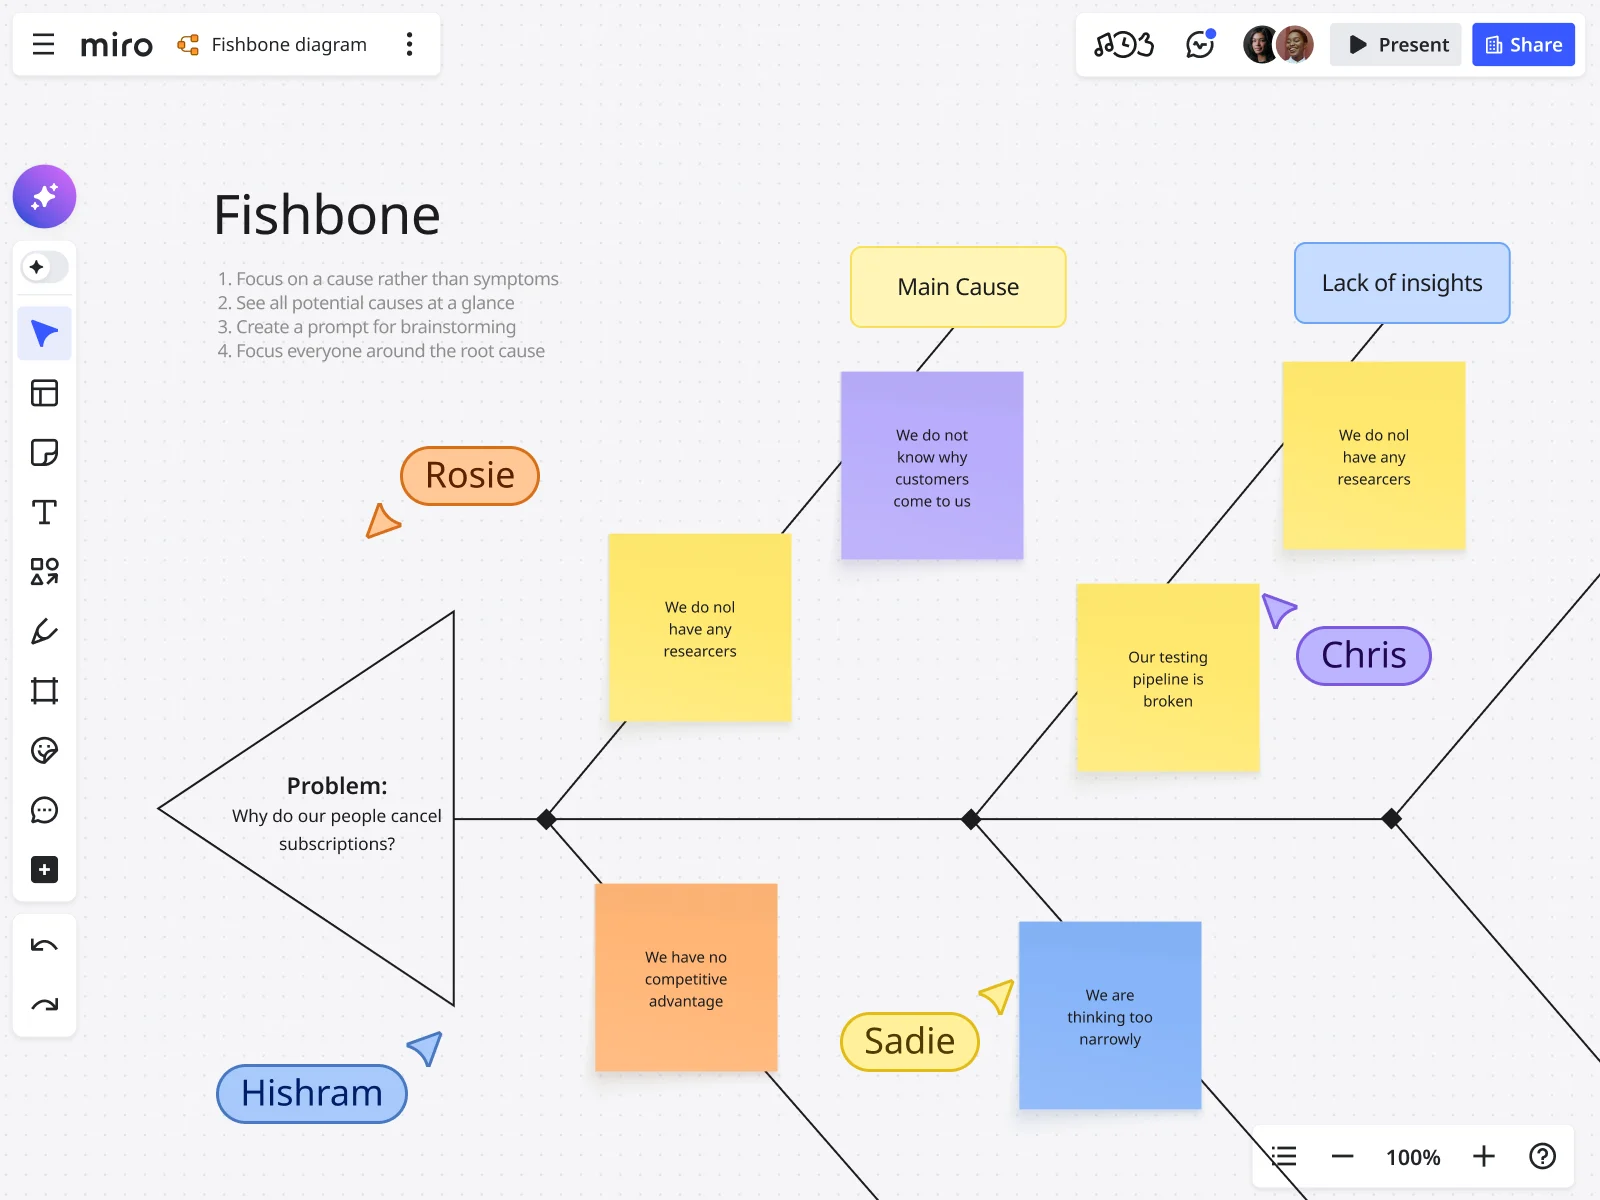 miro
Fishbone diagram
Present
Share
Fishbone
1. Focus on a cause rather than symptoms
2. See all potential causes at a glance
3. Create a prompt for brainstorming
4. Focus everyone around the root cause
Main Cause
Lack of insights
We do not
know why
customers
come to us
We do nol
have any
researcers
Rosie
We do nol
have any
researcers
Our testing
pipeline is
broken
Chris
Problem:
Why do our people cancel
subscriptions?
We have no
competitive
advantage
We are
thinking too
narrowly
Sadie
Hishram
100%